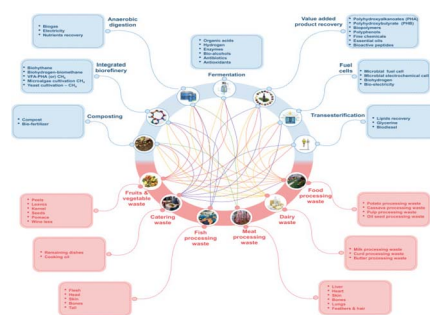 Anaerobic
digestion
Biogas
Electricity
Nutrients recovery
Organic acids
Hydrogen
Enzymes
Bio-alcohols
Antibiotics
Antioxidants
Fermentation
Value added
product recovery
Polyhydroxyalkanoates (PHA)
Polyhydroxybutyrate (PHB)
Biopolymers
Polyphenols
Fine chemicals
Essential oils
Bioactive peptides
Integrated
biorefinery
Biohythane
Biohydrogen-biomethane
VFA-PHA (or) CH4
Microalgae cultivation-CH4
Yeast cultivation – CH4
Fuel
cells
Microbial fuel cell
Microbial electrochemical cell
Biohydrogen
Bio-electricity
Composting
Compost
Bio-fertilizer
Transesterification
Lipids recovery
Glycerine
Biodiesel
Fruits &
vegetable
waste
Peels
Leaves
Kernel
Seeds
Pomace
Wine lees
Food
processing
waste
Potato processing waste
Cassava processing waste
Pulp processing waste
Oil seed processing waste
Catering
waste
Remaining dishes
Cooking oil
Dairy
waste
Milk processing waste
Curd processing waste
Butter processing waste
Fish
processing
waste
Flesh
Head
Skin
Bones
Tail
Meat
processing
waste
Liver
Heart
Skin
Bones
Lungs
Feathers & hair